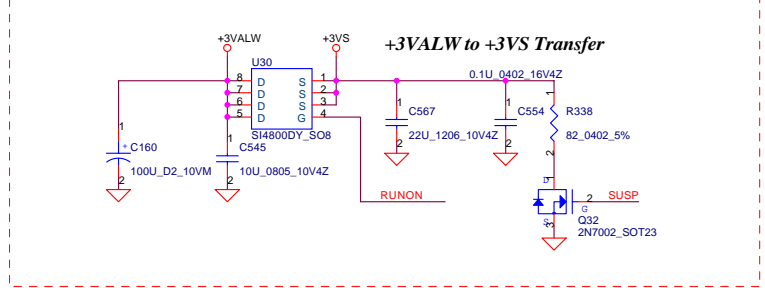 +3VALW
+3VS
+3VALW to +3VS Transfer
U30
8 D S 1
7 D S 2
6 D S 3
5 D G 4
SI4800DY_SO8
0.1U_0402_16V4Z
1
C567
22U_1206_10V4Z
2
1
C554
2
1
R338
82_0402_5%
2
1
+
C160
100U_D2_10VM
2
1
C545
10U_0805_10V4Z
2
RUNON
1
D
2
G
SUSP
S
3
Q32
2N7002_SOT23